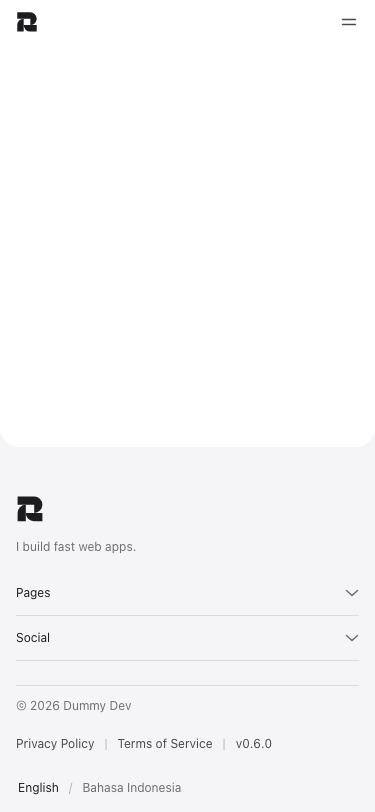 I build fast web apps.
Pages
Social
© 2026 Dummy Dev
Privacy Policy | Terms of Service | v0.6.0
English / Bahasa Indonesia